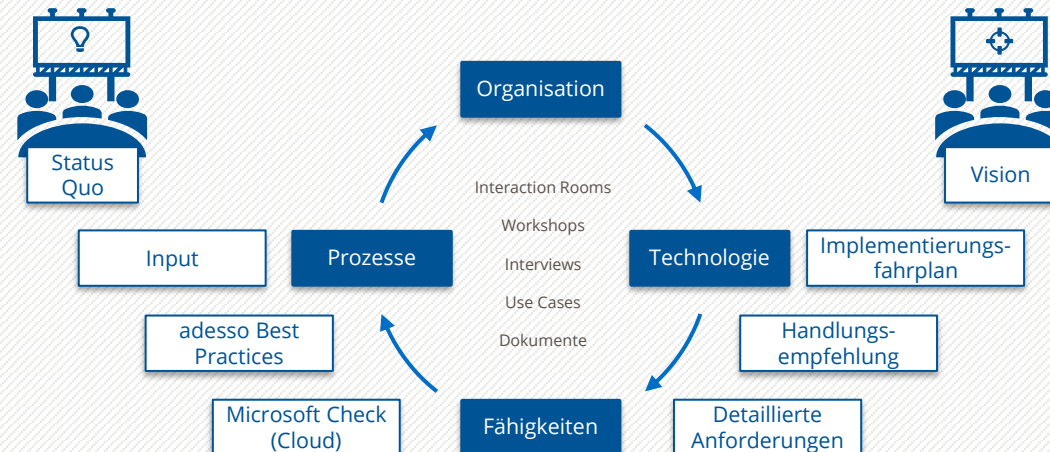 Organisation
Status
Quo
Vision
Interaction Rooms
Workshops
Interviews
Use Cases
Dokumente
Input
Prozesse
Technologie
Implementierungs-
fahrplan
adesso Best
Practices
Handlungs-
empfehlung
Microsoft Check
(Cloud)
Fähigkeiten
Detaillierte
Anforderungen